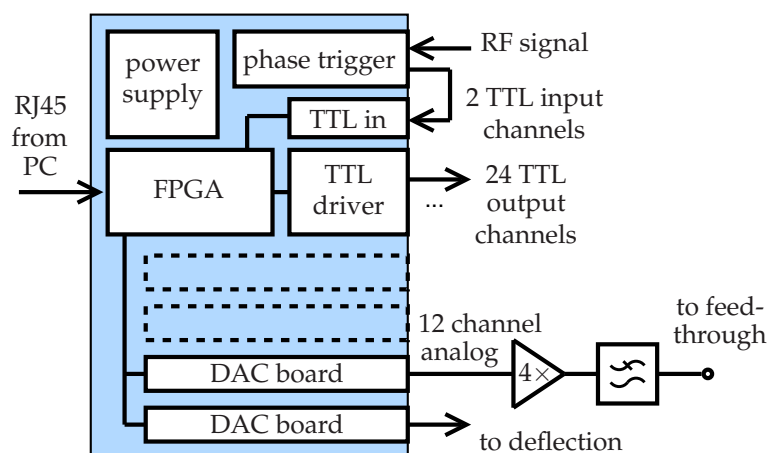 power
supply
phase trigger
RF signal
2 TTL input
channels
TTL in
RJ45
from
PC
FPGA
TTL
driver
...
24 TTL
output
channels
12 channel
analog
to feed-
through
DAC board
4×
DAC board
to deflection